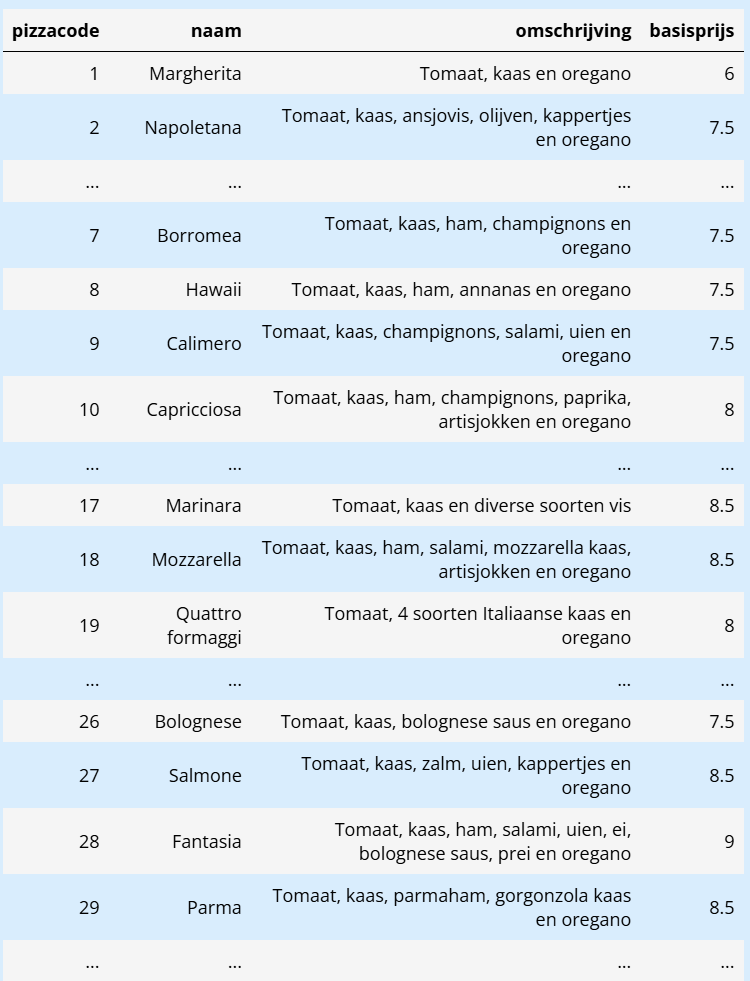 pizzacode naam omschrijving basisprijs
1 Margherita Tomaat, kaas en oregano 6
2 Napoletana Tomaat, kaas, ansjovis, olijven, kappertjes
en oregano 7.5
... ... ... ...
7 Borromea Tomaat, kaas, ham, champignons en
oregano 7.5
8 Hawaii Tomaat, kaas, ham, annanas en oregano 7.5
9 Calimero Tomaat, kaas, champignons, salami, uien en
oregano 7.5
10 Capricciosa Tomaat, kaas, ham, champignons, paprika,
artisjokken en oregano 8
... ... ... ...
17 Marinara Tomaat, kaas en diverse soorten vis 8.5
18 Mozzarella Tomaat, kaas, ham, salami, mozzarella kaas,
artisjokken en oregano 8.5
19 Quattro
formaggi Tomaat, 4 soorten Italiaanse kaas en
oregano 8
... ... ... ...
26 Bolognese Tomaat, kaas, bolognese saus en oregano 7.5
27 Salmone Tomaat, kaas, zalm, uien, kappertjes en
oregano 8.5
28 Fantasia Tomaat, kaas, ham, salami, uien, ei,
bolognese saus, prei en oregano 9
29 Parma Tomaat, kaas, parmaham, gorgonzola kaas
en oregano 8.5
... ... ... ...